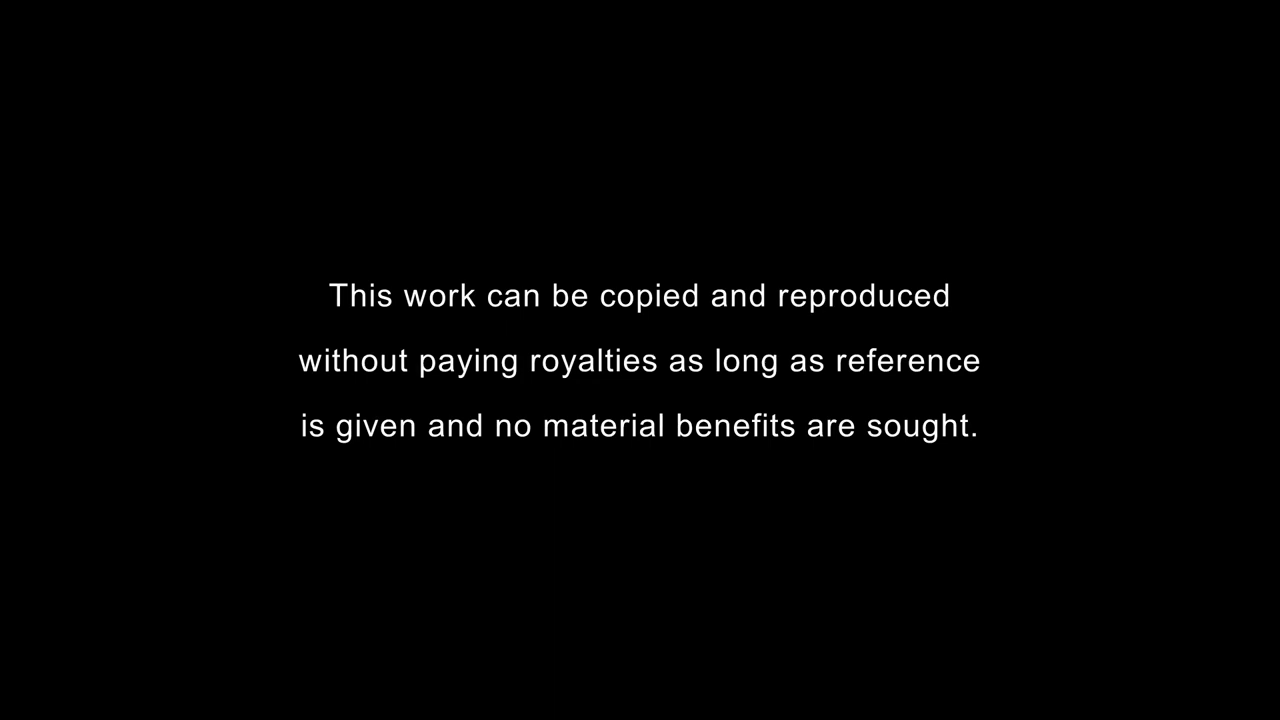 This work can be copied and reproduced
without paying royalties as long as reference
is given and no material benefits are sought.